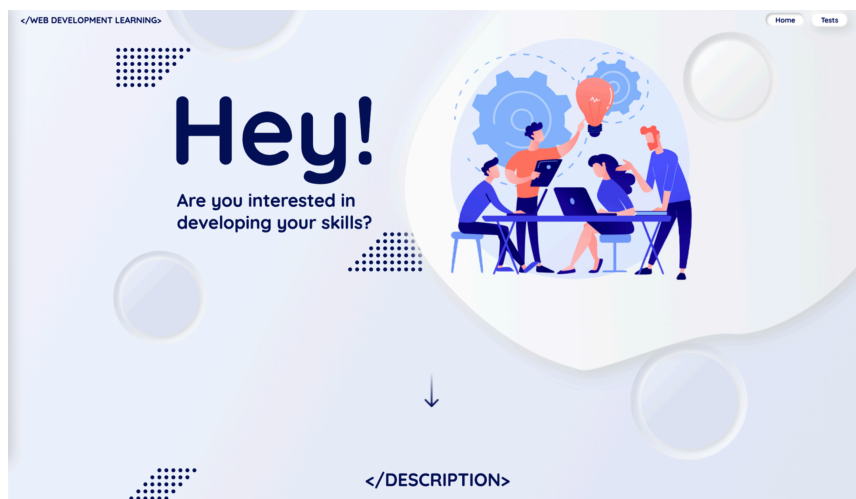 </WEB DEVELOPMENT LEARNING>
Home
Tests
Hey!
Are you interested in
developing your skills?
</DESCRIPTION>